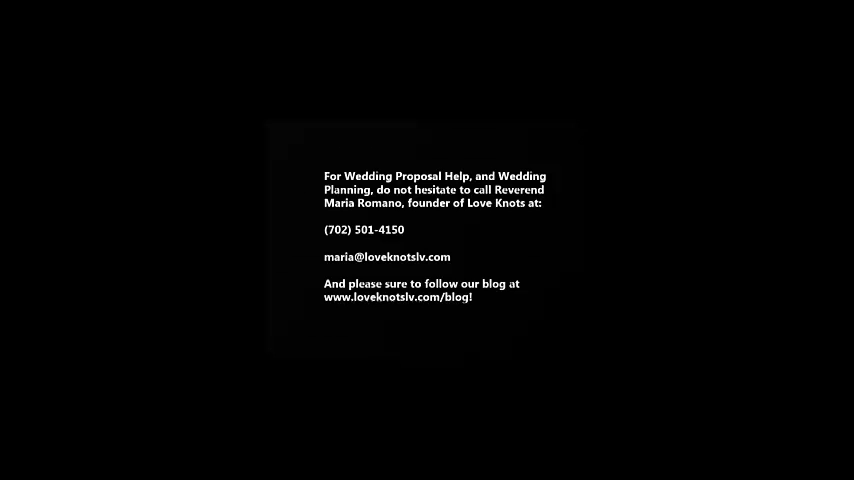 For Wedding Proposal Help, and Wedding
Planning, do not hesitate to call Reverend
Maria Romano, founder of Love Knots at:
(702) 501-4150
maria@loveknotslv.com
And please sure to follow our blog at
www.loveknotslv.com/blog!